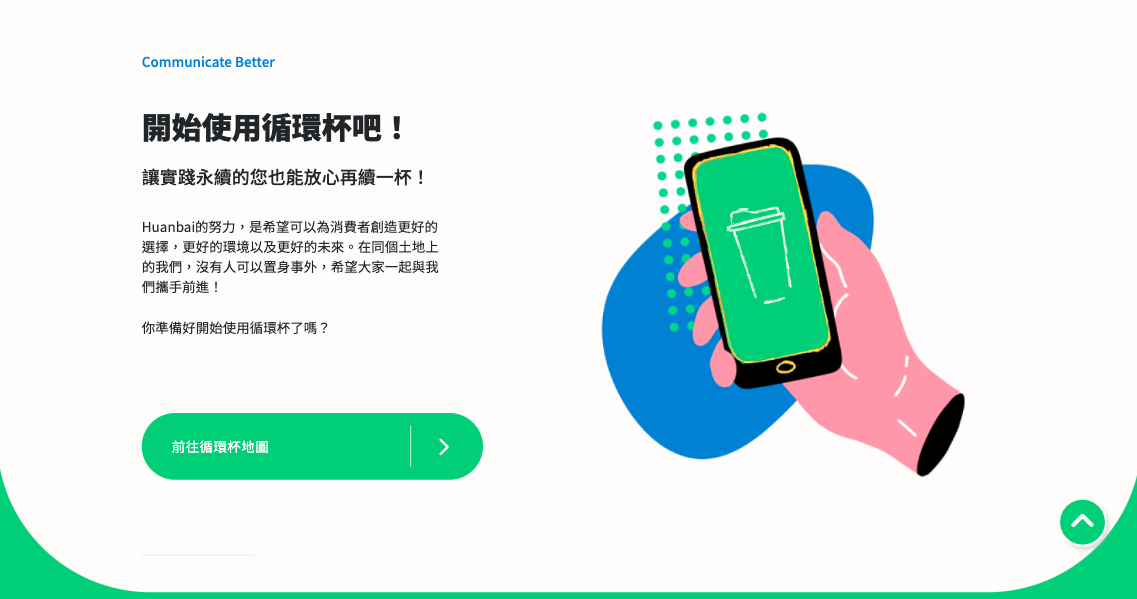 Communicate Better
開始使用循環杯吧！
讓實踐永續的您也能放心再續一杯！
Huanbai的努力，是希望可以為消費者創造更好的
選擇，更好的環境以及更好的未來。在同個土地上
的我們，沒有人可以置身事外，希望大家一起與我
們攜手前進！
你準備好開始使用循環杯了嗎？
前往循環杯地圖